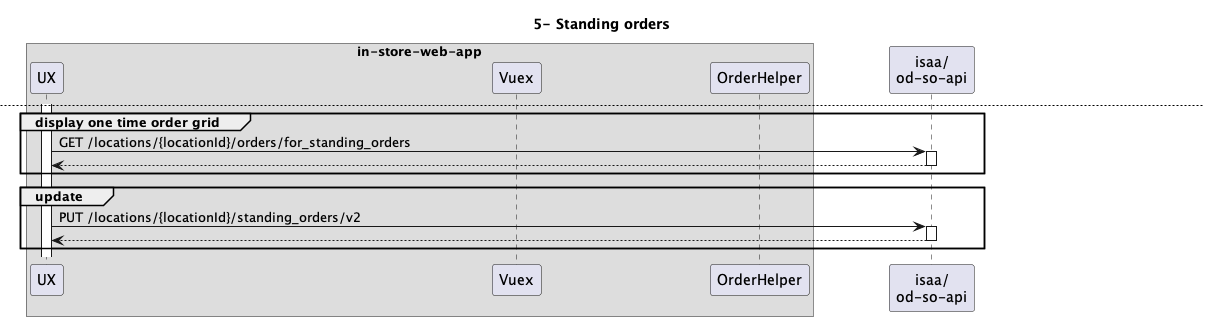 5- Standing orders
in-store-web-app
UX
Vuex
OrderHelper
isaa/
od-so-api
display one time order grid
GET /locations/{locationId}/orders/for_standing_orders
update
PUT /locations/{locationId}/standing_orders/v2
UX
Vuex
OrderHelper
isaa/
od-so-api